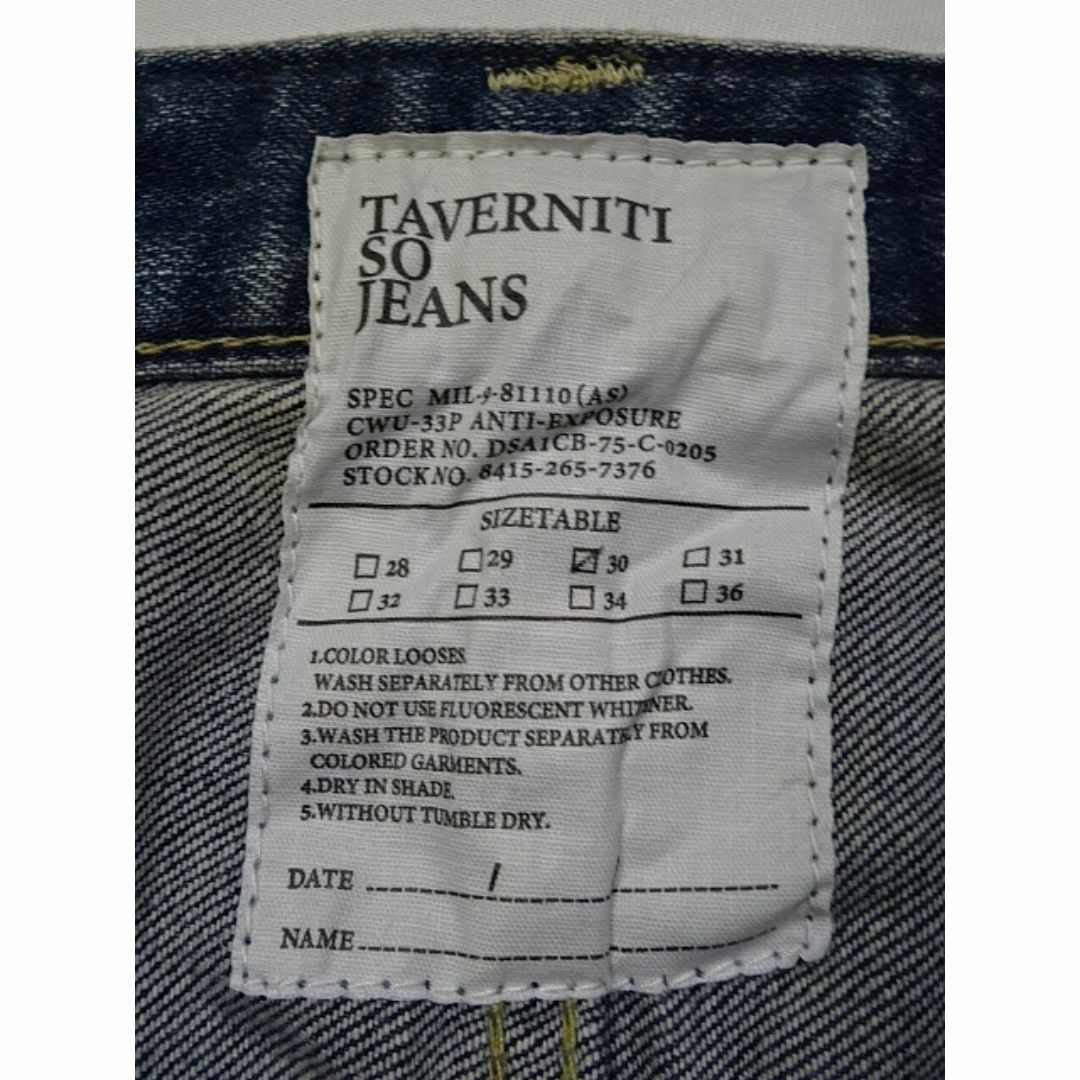 TAVERNITI
SO
JEANS
SPEC MIL-9-81110(AS)
CWU-33P ANTI-EXPOSURE
ORDER NO. DSA1CB-75-C-0205
STOCKNO. 8415-265-7376
SIZETABLE
28 29 30 31
32 33 34 36
1.COLOR LOOSES
WASH SEPARATELY FROM OTHER CLOTHES.
2.DO NOT USE FLUORESCENT WHITENER.
3.WASH THE PRODUCT SEPARATELY FROM
COLORED GARMENTS.
4.DRY IN SHADE.
5.WITHOUT TUMBLE DRY.
DATE /
NAME